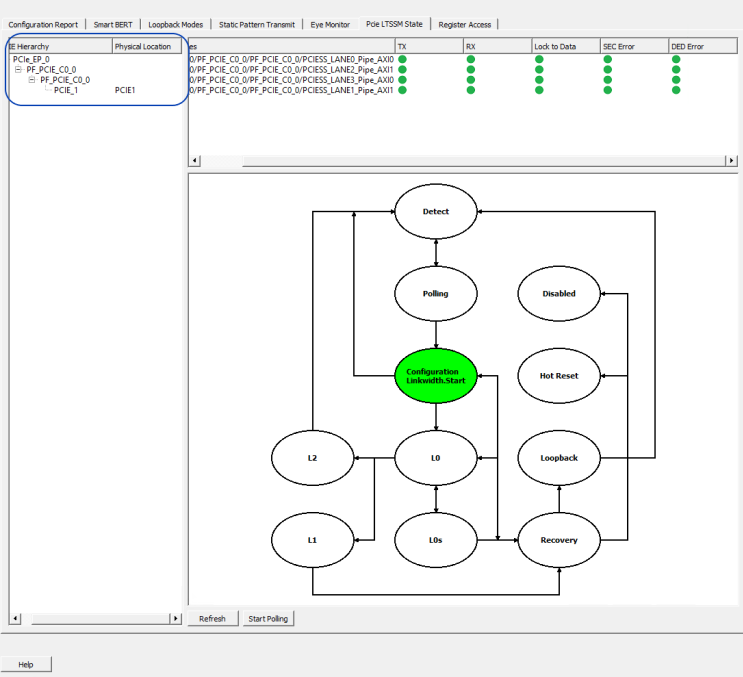 Configuration Report Smart BERT Loopback Modes Static Pattern Transmit Eye Monitor Pcie LTSSM State Register Access
IE Hierarchy Physical Location es TX RX Lock to Data SEC Error DED Error
PCIe_EP_0 0/PF_PCIE_C0_0/PF_PCIE_C0_0/PCIESS_LANE0_Pipe_AXI0
PF_PCIE_C0_0 0/PF_PCIE_C0_0/PF_PCIE_C0_0/PCIESS_LANE2_Pipe_AXI1
PF_PCIE_C0_0 0/PF_PCIE_C0_0/PF_PCIE_C0_0/PCIESS_LANE3_Pipe_AXI1
PCIE_1 PCIE1 0/PF_PCIE_C0_0/PF_PCIE_C0_0/PCIESS_LANE1_Pipe_AXI1
Detect
Polling Disabled
Configuration
Linkwidth.Start
Hot Reset
L2 L0 Loopback
L1 L0s Recovery
Refresh Start Polling
Help